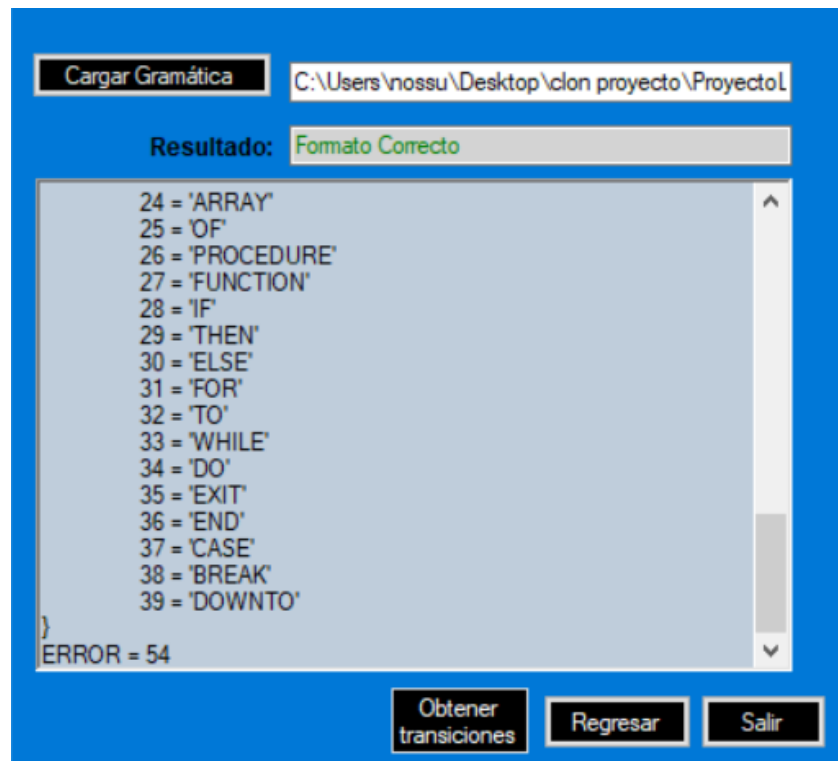 Cargar Gramática
C:\Users\nossu\Desktop\clon proyecto\ProyectoL
Resultado:
Formato Correcto
24 = 'ARRAY'
25 = 'OF'
26 = 'PROCEDURE'
27 = 'FUNCTION'
28 = 'IF'
29 = 'THEN'
30 = 'ELSE'
31 = 'FOR'
32 = 'TO'
33 = 'WHILE'
34 = 'DO'
35 = 'EXIT'
36 = 'END'
37 = 'CASE'
38 = 'BREAK'
39 = 'DOWNTO'
}
ERROR = 54
Obtener
transiciones
Regresar
Salir